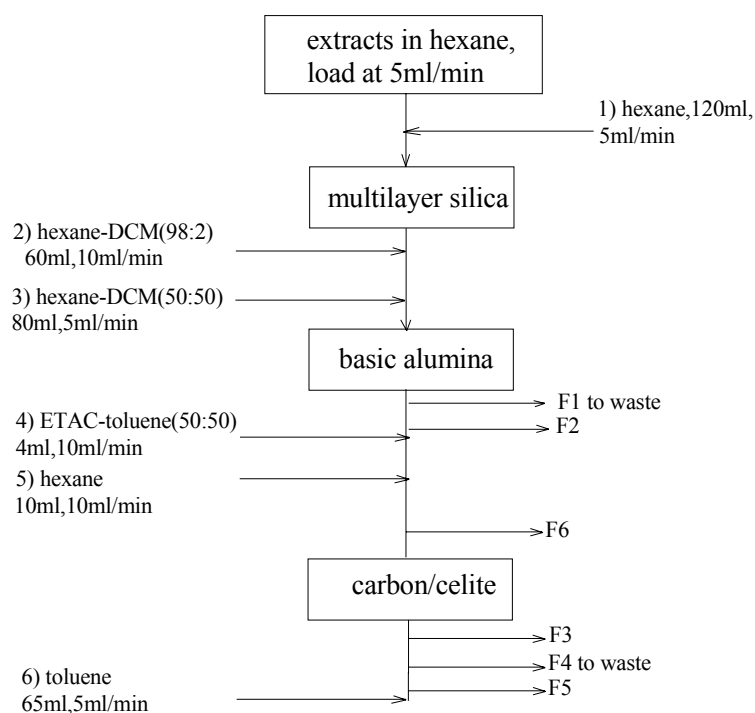 extracts in hexane,
load at 5ml/min
1) hexane,120ml,
5ml/min
multilayer silica
2) hexane-DCM(98:2)
60ml,10ml/min
3) hexane-DCM(50:50)
80ml,5ml/min
basic alumina
F1 to waste
4) ETAC-toluene(50:50)
4ml,10ml/min
F2
5) hexane
10ml,10ml/min
F6
carbon/celite
F3
F4 to waste
6) toluene
65ml,5ml/min
F5